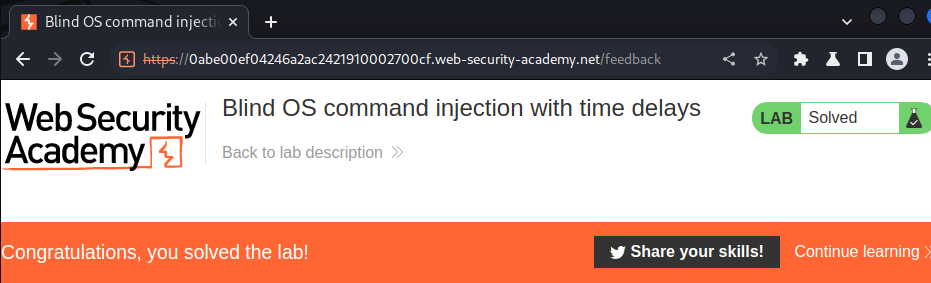 Blind OS command injecti
https://0abe00ef04246a2ac2421910002700cf.web-security-academy.net/feedback
Web Security
Academy
Blind OS command injection with time delays
Back to lab description
LAB Solved
Congratulations, you solved the lab!
Share your skills!
Continue learning